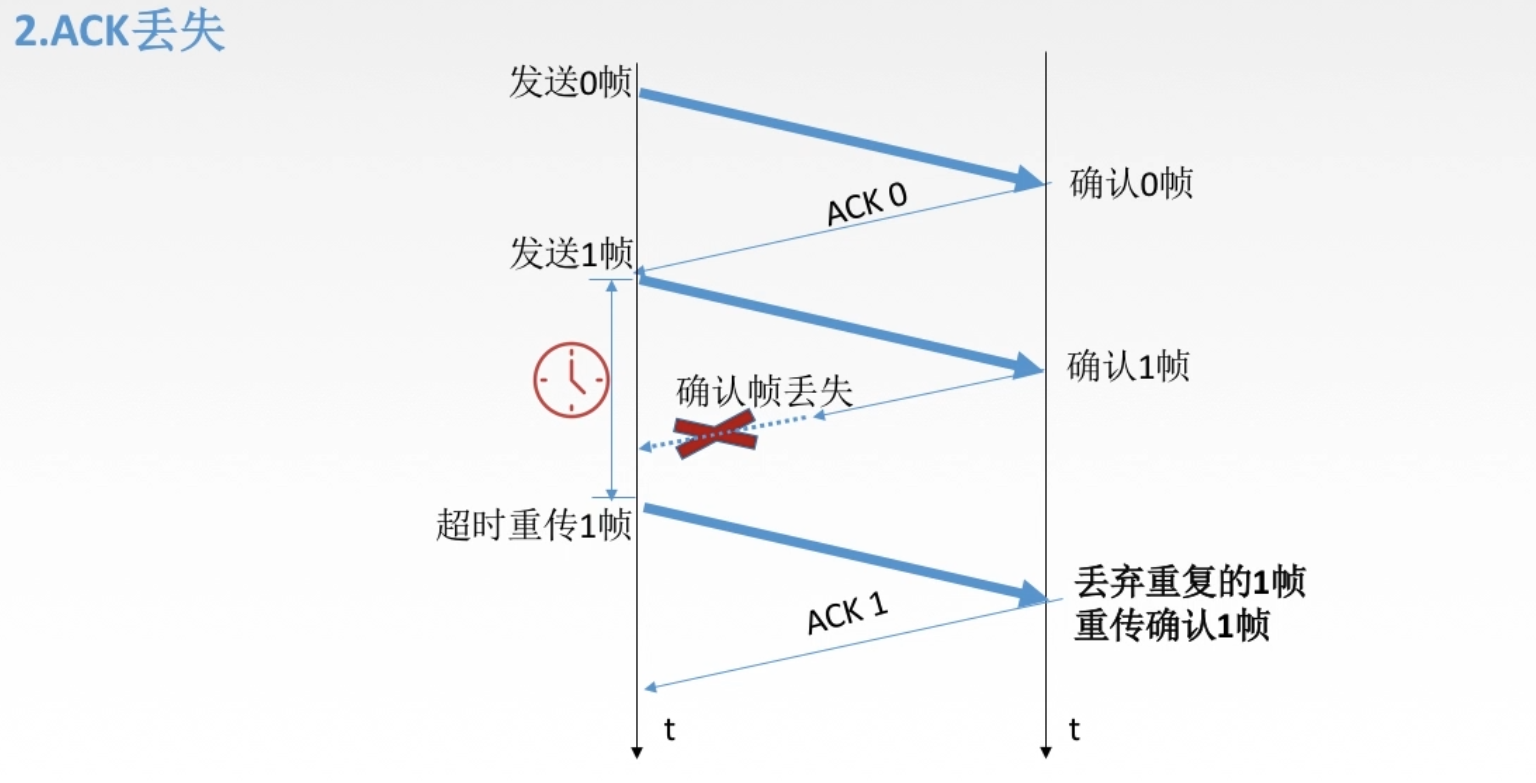 2.ACK丢失
发送0帧
确认0帧
ACK 0
发送1帧
确认1帧
确认帧丢失
超时重传1帧
丢弃重复的1帧
重传确认1帧
ACK 1
t
t